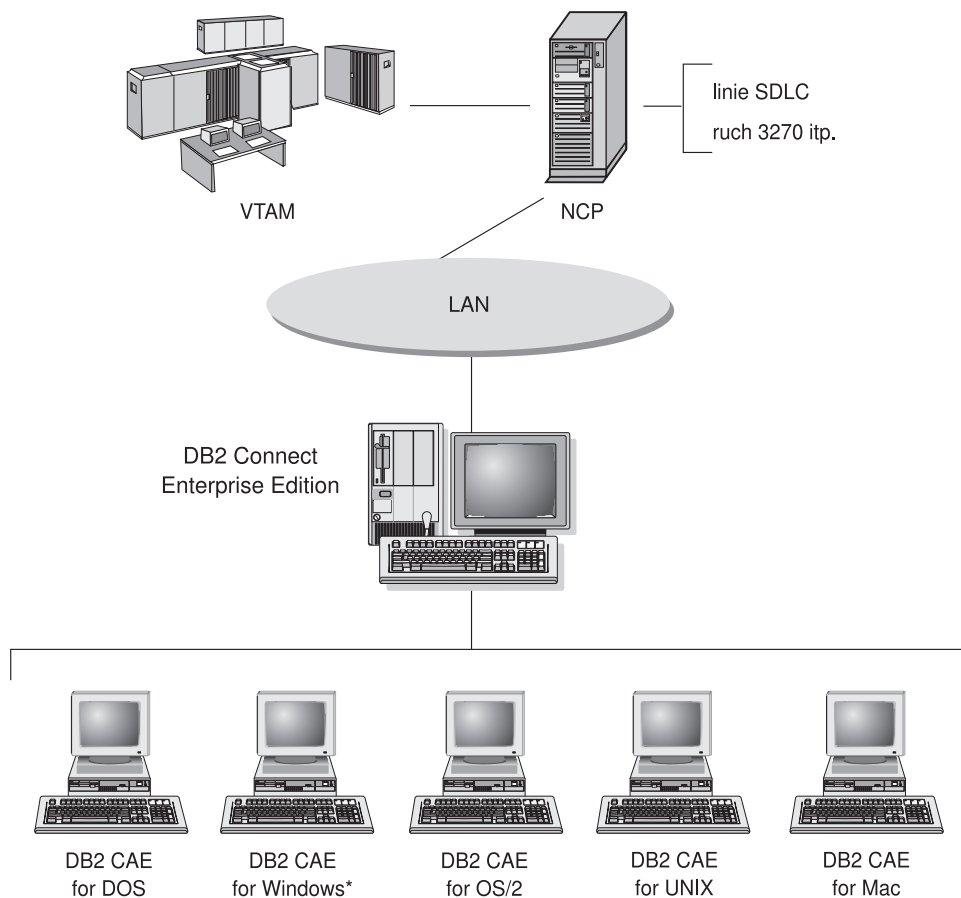 linie SDLC
ruch 3270 itp.
VTAM
NCP
LAN
DB2 Connect
Enterprise Edition
DB2 CAE
for DOS
DB2 CAE
for Windows*
DB2 CAE
for OS/2
DB2 CAE
for UNIX
DB2 CAE
for Mac